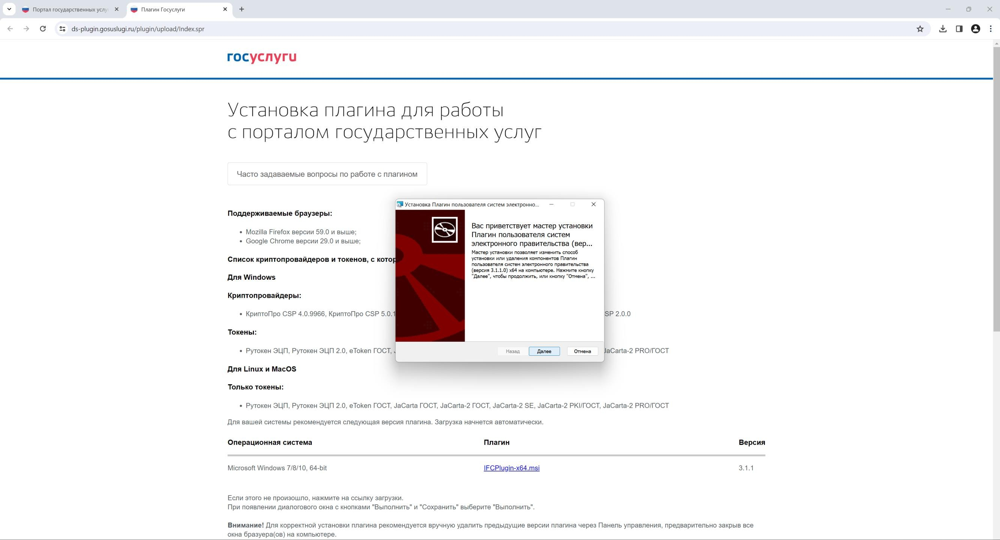 Портал государственных услу
Плагин Госуслуги
ds-plugin.gosuslugi.ru/plugin/upload/Index.spr
госуслуги
Установка плагина для работы
с порталом государственных услуг
Часто задаваемые вопросы по работе с плагином
Поддерживаемые браузеры:
Mozilla Firefox версии 59.0 и выше;
Google Chrome версии 29.0 и выше;
Список криптопровайдеров и токенов, с котор
Для Windows
Криптопровайдеры:
КриптоПро CSP 4.0.9966, КриптоПро CSP 5.0.1
SP 2.0.0
Токены:
Рутокен ЭЦП, Рутокен ЭЦП 2.0, eToken ГОСТ, J
JaCarta-2 PRO/ГОСТ
Для Linux и MacOS
Только токены:
Рутокен ЭЦП, Рутокен ЭЦП 2.0, eToken ГОСТ, JaCarta ГОСТ, JaCarta-2 ГОСТ, JaCarta-2 SE, JaCarta-2 PKI/ГОСТ, JaCarta-2 PRO/ГОСТ
Для вашей системы рекомендуется следующая версия плагина. Загрузка начнется автоматически.
Операционная система Плагин Версия
Microsoft Windows 7/8/10, 64-bit IFCPlugin-x64.msi 3.1.1
Если этого не произошло, нажмите на ссылку загрузки.
При появлении диалогового окна с кнопками "Выполнить" и "Сохранить" выберите "Выполнить".
Внимание! Для корректной установки плагина рекомендуется вручную удалить предыдущие версии плагина через Панель управления, предварительно закрыв все
окна бразуера(ов) на компьютере.
Установка Плагин пользователя систем электронно...
Вас приветствует мастер установки
Плагин пользователя систем
электронного правительства (вер...
Мастер установки позволяет изменить способ
установки или удаления компонентов Плагин
пользователя систем электронного правительства
(версия 3.1.1.0) x64 на компьютере. Нажмите кнопку
"Далее", чтобы продолжить, или кнопку "Отмена", ...
Назад Далее Отмена